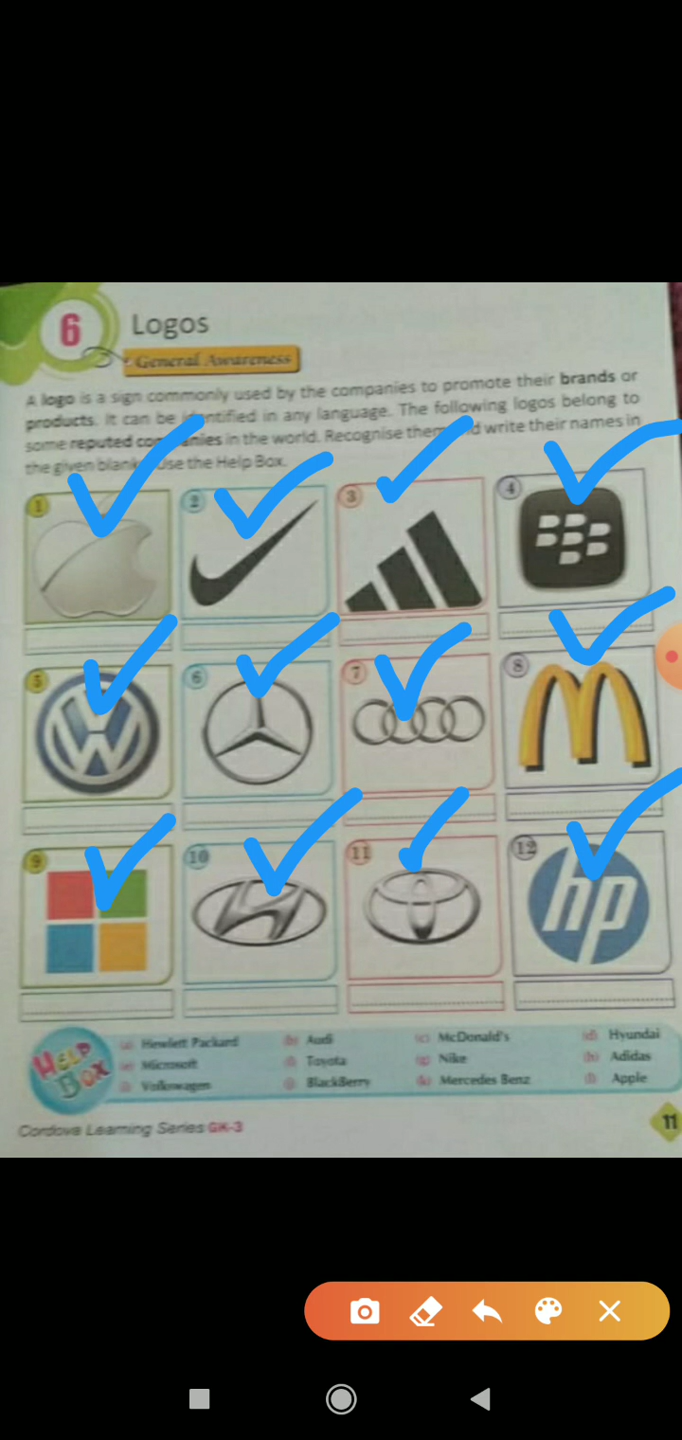 6
Logos
General Awareness
A logo is a sign commonly used by the companies to promote their brands or
products. It can be identified in any language. The following logos belong to
some reputed companies in the world. Recognise them and write their names in
the given blanks. Use the Help Box.
1 2 3 4
5 6 7 8
9 10 11 12
hp
HELP BOX
(a) Hewlett Packard (b) Audi (c) McDonald's (d) Hyundai
(e) Microsoft (f) Toyota (g) Nike (h) Adidas
(i) Volkswagen (j) BlackBerry (k) Mercedes Benz (l) Apple
Cordova Learning Series GK-3
11